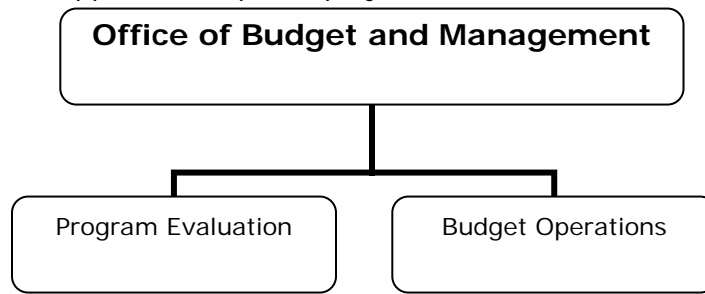 Office of Budget and Management
Program Evaluation
Budget Operations